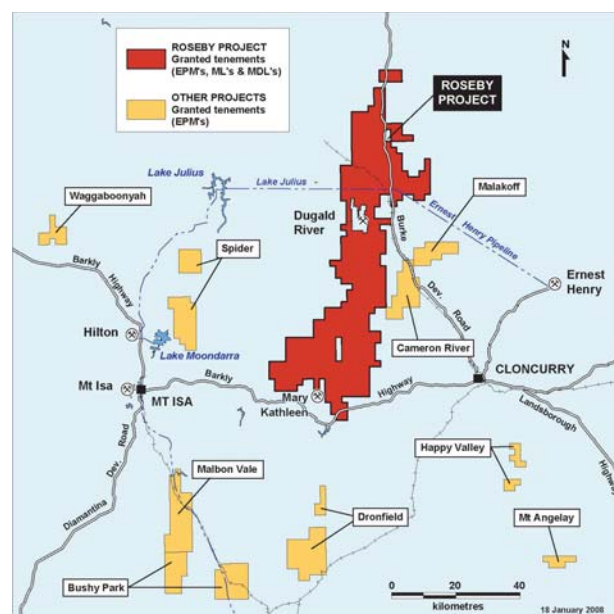 ROSEBY PROJECT
Granted tenements
(EPM's, ML's & MDL's)
OTHER PROJECTS
Granted tenements
(EPM's)
N
ROSEBY
PROJECT
Lake Julius
Lake Julius
Waggaboonyah
Malakoff
Dugald
River
Burke
Dev.
Road
Ernest
Henry
Pipeline
Barkly
Highway
Spider
Ernest
Henry
Hilton
Lake Moondarra
Cameron River
CLONCURRY
Mt Isa
MT ISA
Barkly
Mary
Kathleen
Highway
Landsborough
Highway
Diamantina
Dev.
Road
Malbon Vale
Happy Valley
Dronfield
Mt Angelay
Bushy Park
0 20 40
kilometres
18 January 2008